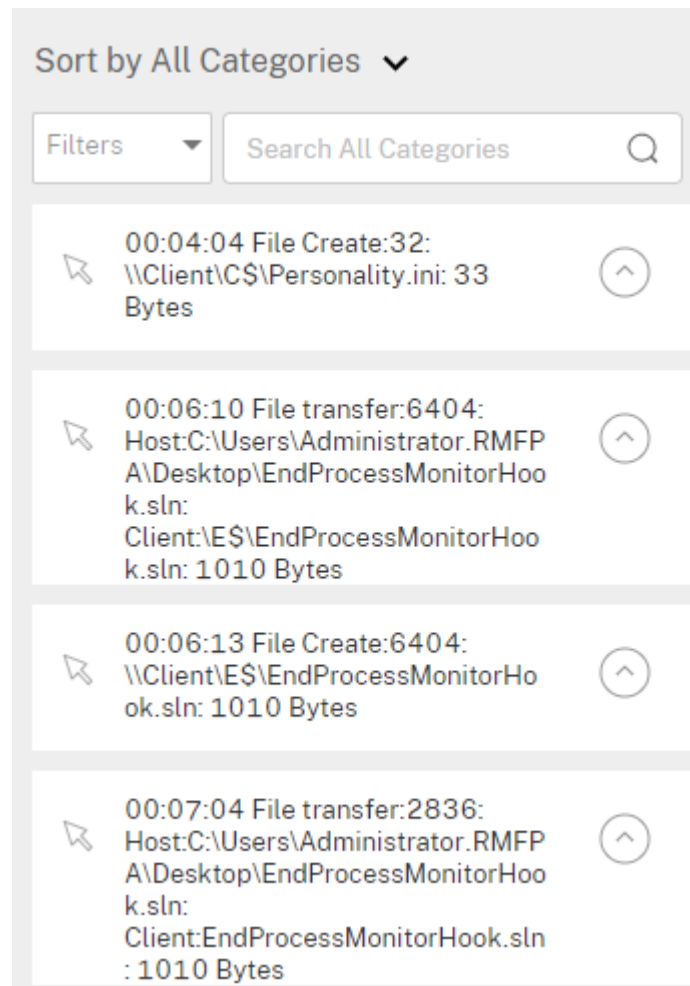 Sort by All Categories
Filters
Search All Categories
00:04:04 File Create:32:
\\Client\C$\Personality.ini: 33
Bytes
00:06:10 File transfer:6404:
Host:C:\Users\Administrator.RMFP
A\Desktop\EndProcessMonitorHoo
k.sln:
Client:\E$\EndProcessMonitorHoo
k.sln: 1010 Bytes
00:06:13 File Create:6404:
\\Client\E$\EndProcessMonitorHo
ok.sln: 1010 Bytes
00:07:04 File transfer:2836:
Host:C:\Users\Administrator.RMFP
A\Desktop\EndProcessMonitorHoo
k.sln:
Client:EndProcessMonitorHook.sln
: 1010 Bytes